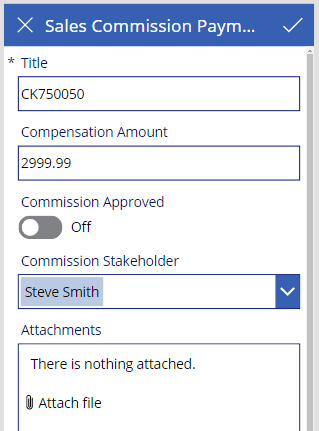 Sales Commission Paym...
* Title
CK750050
Compensation Amount
2999.99
Commission Approved
Off
Commission Stakeholder
Steve Smith
Attachments
There is nothing attached.
Attach file